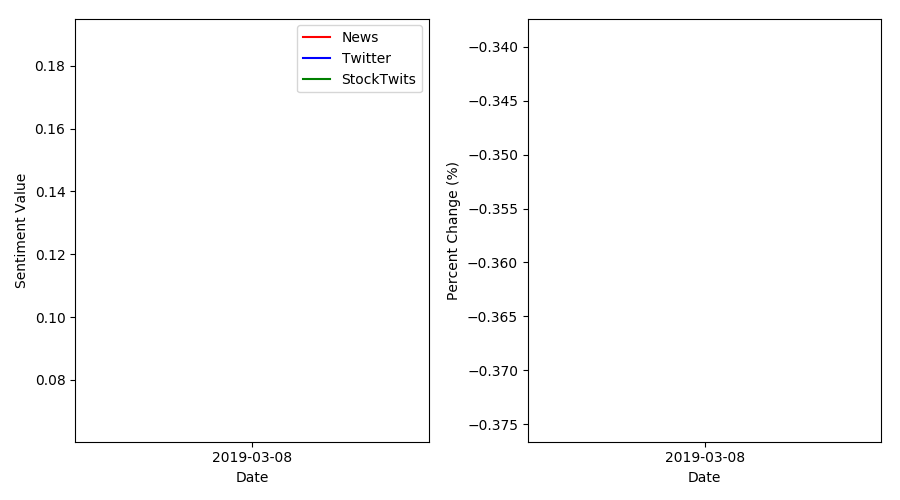 News
Twitter
StockTwits
0.18
0.16
0.14
0.12
0.10
0.08
Sentiment Value
2019-03-08
Date
−0.340
−0.345
−0.350
−0.355
−0.360
−0.365
−0.370
−0.375
Percent Change (%)
2019-03-08
Date